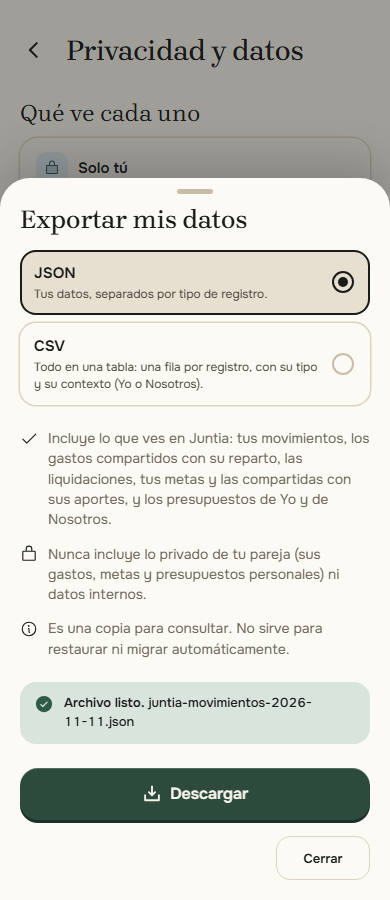 Privacidad y datos
Qué ve cada uno
Solo tú
Exportar mis datos
JSON
Tus datos, separados por tipo de registro.
CSV
Todo en una tabla: una fila por registro, con su tipo
y su contexto (Yo o Nosotros).
Incluye lo que ves en Juntia: tus movimientos, los
gastos compartidos con su reparto, las
liquidaciones, tus metas y las compartidas con
sus aportes, y los presupuestos de Yo y de
Nosotros.
Nunca incluye lo privado de tu pareja (sus
gastos, metas y presupuestos personales) ni
datos internos.
Es una copia para consultar. No sirve para
restaurar ni migrar automáticamente.
Archivo listo. juntia-movimientos-2026-
11-11.json
Descargar
Cerrar